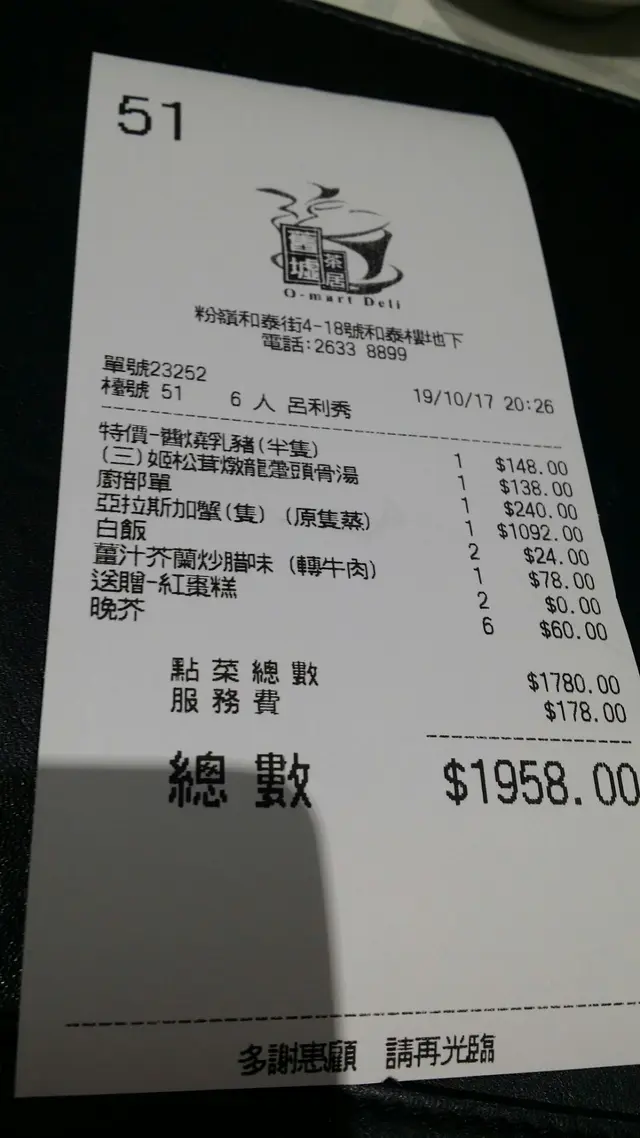 51
舊墟
茶居
O-mart Deli
粉嶺和泰街4-18號和泰樓地下
電話:2633 8899
單號23252
檯號 51 6 人 呂利秀 19/10/17 20:26
特價-醬燒乳豬(半隻) 1 $148.00
(三)姬松茸燉龍躉頭骨湯 1 $138.00
廚部單 1 $240.00
亞拉斯加蟹(隻) (原隻蒸) 1 $1092.00
白飯 2 $24.00
薑汁芥蘭炒腊味 (轉牛肉) 1 $78.00
送贈-紅蛋糕 2 $0.00
晚芥 6 $60.00
點菜總數 $1780.00
服務費 $178.00
總數 $1958.00
多謝惠顧 請再光臨